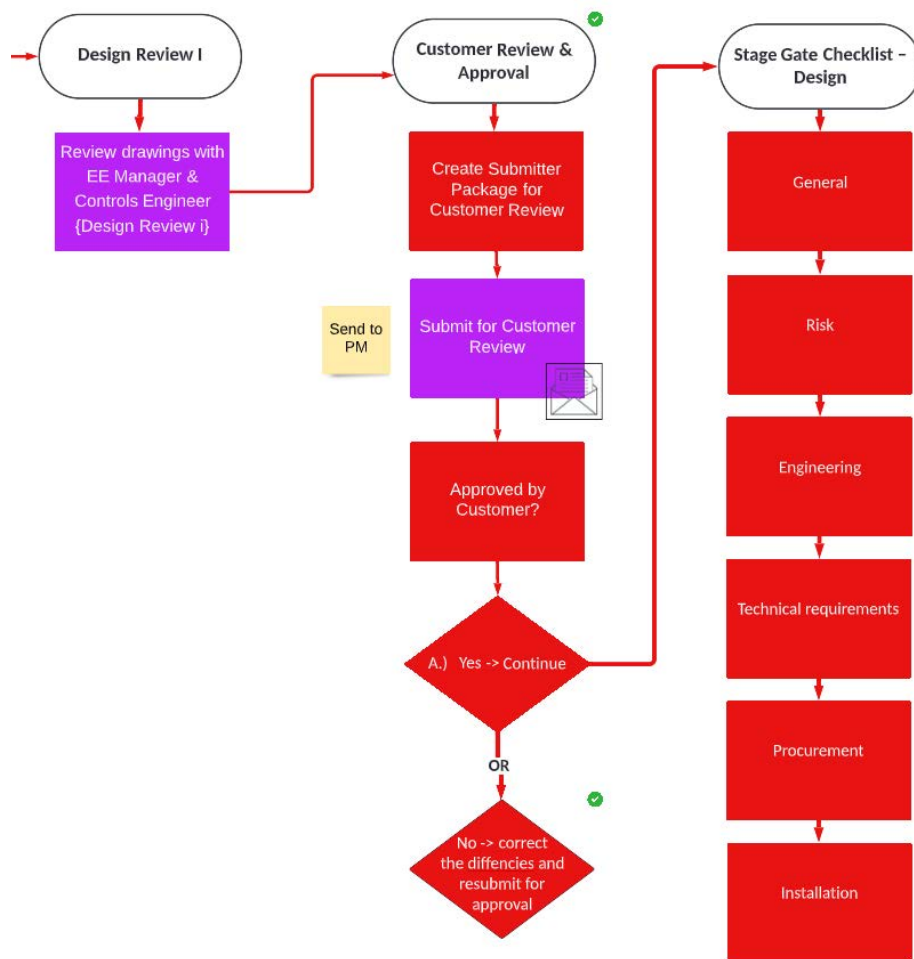 Design Review I
Review drawings with
EE Manager &
Controls Engineer
{Design Review i}
Customer Review &
Approval
Create Submitter
Package for
Customer Review
Send to
PM
Submit for Customer
Review
Approved by
Customer?
A.) Yes -> Continue
OR
No -> correct
the diffencies and
resubmit for
approval
Stage Gate Checklist –
Design
General
Risk
Engineering
Technical requirements
Procurement
Installation